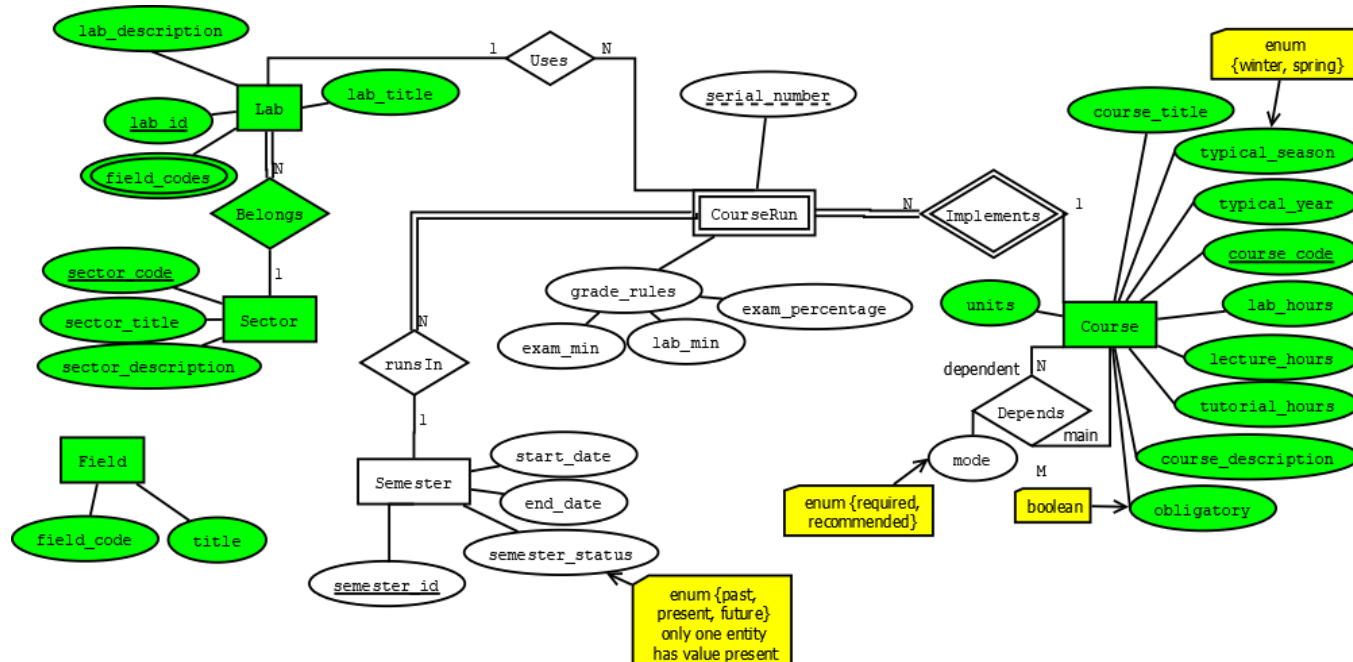 lab_description
1
Uses
N
enum
{winter, spring}
lab_title
serial_number
course_title
Lab
lab_id
typical_season
N
field_codes
typical_year
Belongs
CourseRun
N
Implements
1
course_code
sector_code
1
grade_rules
units
lab_hours
sector_title
Sector
exam_percentage
Course
N
exam_min
lab_min
lecture_hours
sector_description
runsIn
dependent
N
tutorial_hours
Depends
1
main
Field
start_date
mode
course_description
Semester
M
end_date
enum {required,
recommended}
boolean
obligatory
field_code
title
semester_status
semester_id
enum {past,
present, future}
only one entity
has value present